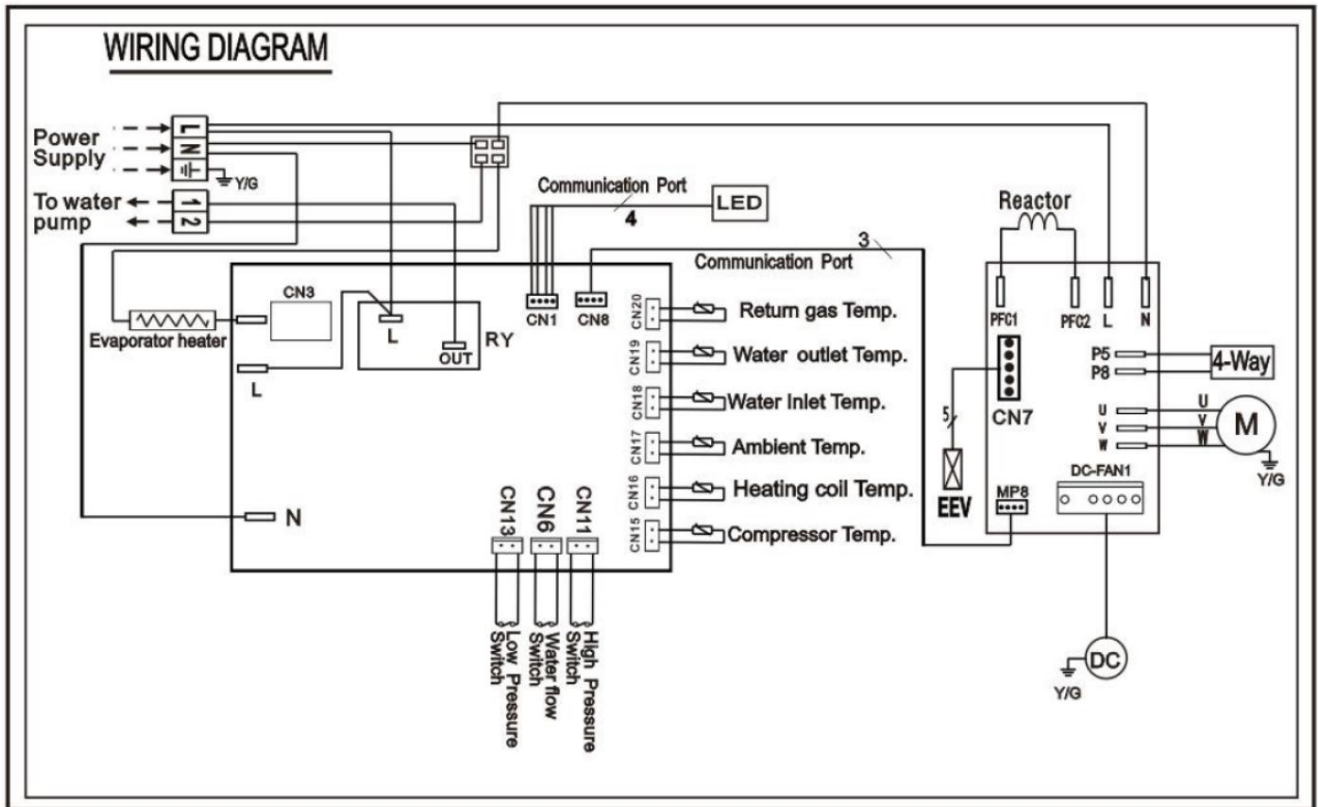 WIRING DIAGRAM
Power
Supply
L
N
Y/G
To water
pump
1
2
Communication Port
4
LED
3
Communication Port
Reactor
CN3
Evaporator heater
L
RY
OUT
L
N
CN1
CN8
CN20
Return gas Temp.
CN19
Water outlet Temp.
CN18
Water Inlet Temp.
CN17
Ambient Temp.
CN16
Heating coil Temp.
CN15
Compressor Temp.
CN13
CN6
CN11
Low Pressure
Switch
Water flow
Switch
High Pressure
Switch
PFC1
PFC2
L
N
P5
P8
4-Way
CN7
5
EEV
U
V
W
U
V
W
M
Y/G
DC-FAN1
MP8
DC
Y/G